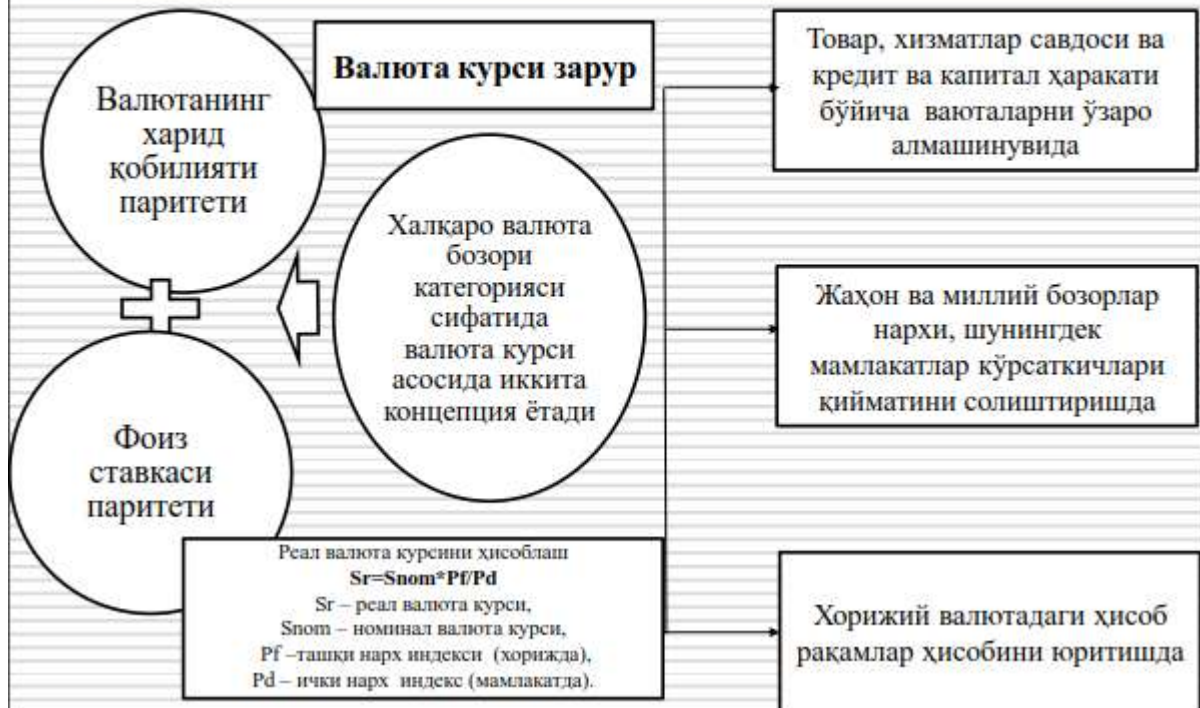 Валюта курси зарур
Валютанинг
харид
қобилияти
паритети
Фоиз
ставкаси
паритети
Халқаро валюта
бозори
категорияси
сифатида
валюта курси
асосида иккита
концепция ётади
Реал валюта курсини ҳисоблаш
Sr=Snom*Pf/Pd
Sr – реал валюта курси,
Snom – номинал валюта курси,
Pf –ташқи нарх индекси (хорижда),
Pd – ички нарх индекс (мамлакатда).
Товар, хизматлар савдоси ва
кредит ва капитал ҳаракати
бўйича ваюталарни ўзаро
алмашинувида
Жаҳон ва миллий бозорлар
нархи, шунингдек
мамлакатлар кўрсаткичлари
қийматини солиштиришда
Хорижий валютадаги ҳисоб
рақамлар ҳисобини юритишда